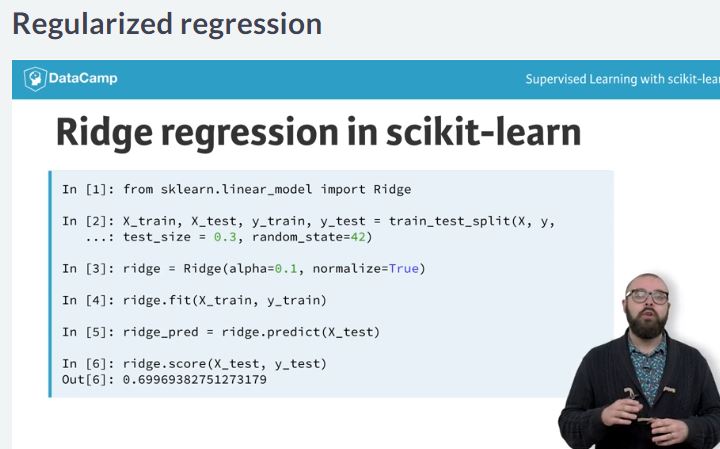 Regularized regression
DataCamp
Supervised Learning with
Ridge regression in scikit-learn
In [1]: from sklearn.linear_model import Ridge
In [2]: X_train, X_test, y_train, y_test = train_test_split(X, y,
...: test_size = 0.3, random_state=42)
In [3]: ridge = Ridge(alpha=0.1, normalize=True)
In [4]: ridge.fit(X_train, y_train)
In [5]: ridge_pred = ridge.predict(X_test)
In [6]: ridge.score(X_test, y_test)
Out[6]: 0.69969382751273179